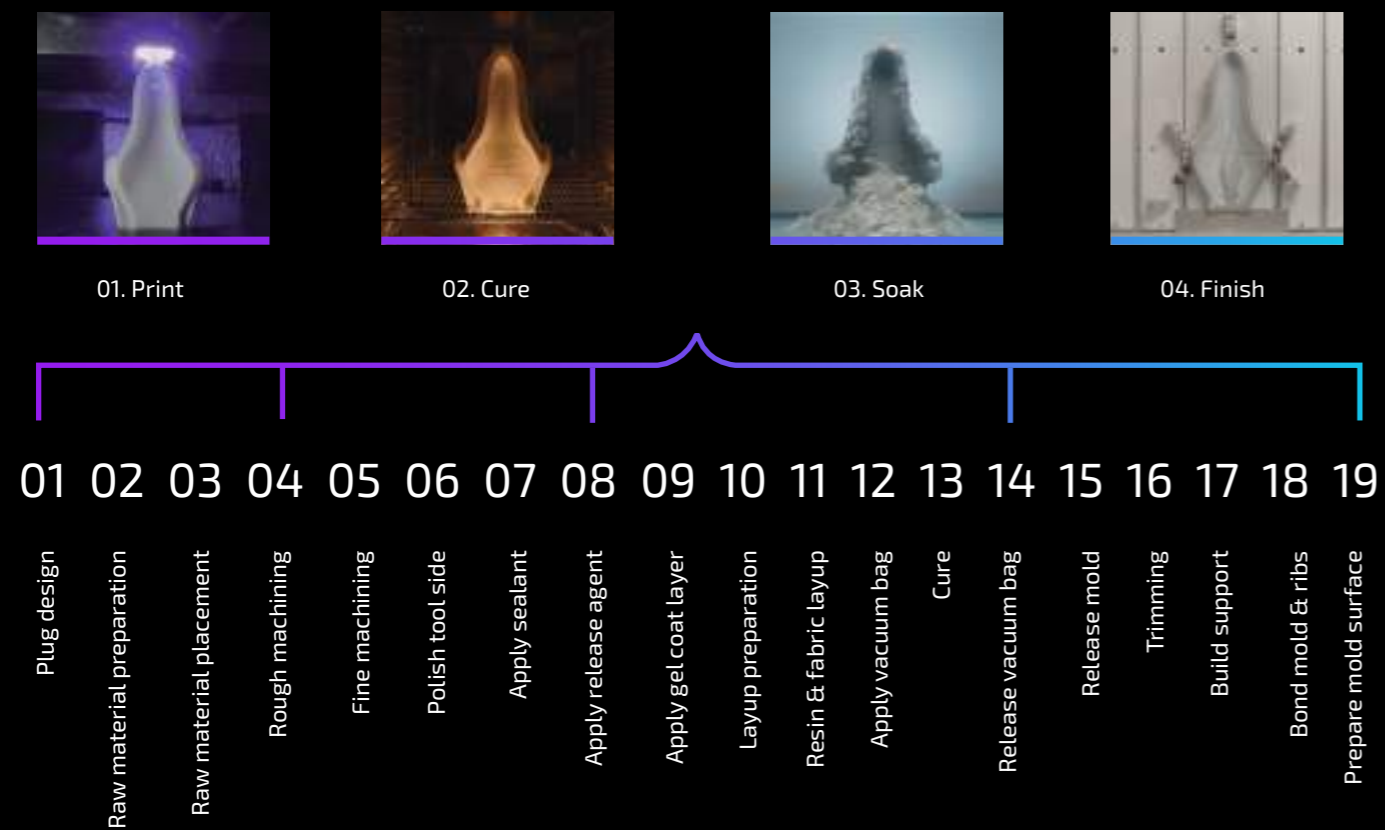 01. Print
02. Cure
03. Soak
04. Finish
01
02
03
04
05
06
07
08
09
10
11
12
13
14
15
16
17
18
19
Plug design
Raw material preparation
Raw material placement
Rough machining
Fine machining
Polish tool side
Apply sealant
Apply release agent
Apply gel coat layer
Layup preparation
Resin & fabric layup
Apply vacuum bag
Cure
Release vacuum bag
Release mold
Trimming
Build support
Bond mold & ribs
Prepare mold surface